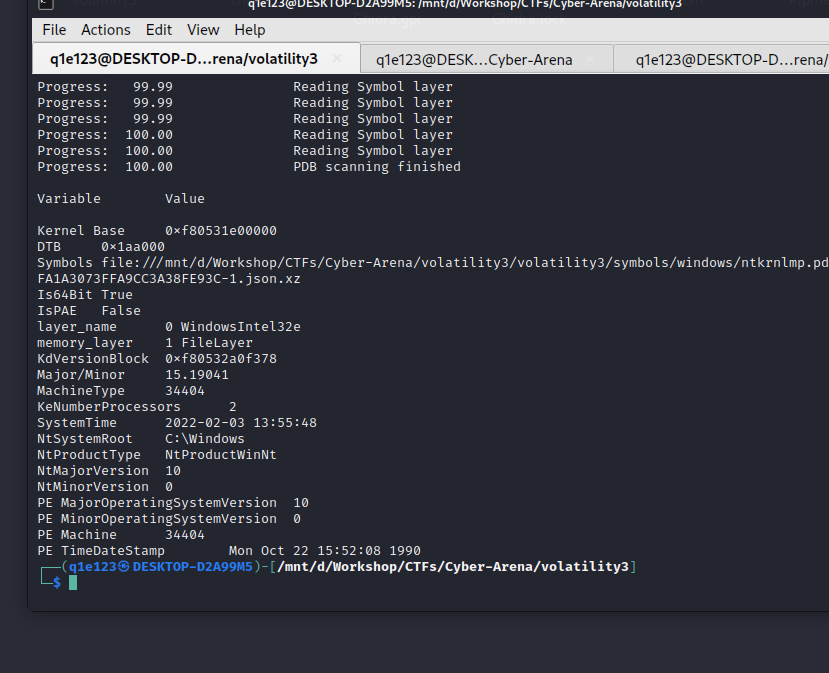 q1e123@DESKTOP-D2A99M5: /mnt/d/Workshop/CTFs/Cyber-Arena/volatility3
File Actions Edit View Help
q1e123@DESKTOP-D...rena/volatility3 × q1e123@DESK...Cyber-Arena × q1e123@DESKTOP-D...rena/
Progress: 99.99 Reading Symbol layer
Progress: 99.99 Reading Symbol layer
Progress: 99.99 Reading Symbol layer
Progress: 100.00 Reading Symbol layer
Progress: 100.00 Reading Symbol layer
Progress: 100.00 PDB scanning finished
Variable Value
Kernel Base 0×f80531e00000
DTB 0×1aa000
Symbols file:///mnt/d/Workshop/CTFs/Cyber-Arena/volatility3/volatility3/symbols/windows/ntkrnlmp.pd
FA1A3073FFA9CC3A38FE93C-1.json.xz
Is64Bit True
IsPAE False
layer_name 0 WindowsIntel32e
memory_layer 1 FileLayer
KdVersionBlock 0×f80532a0f378
Major/Minor 15.19041
MachineType 34404
KeNumberProcessors 2
SystemTime 2022-02-03 13:55:48
NtSystemRoot C:\Windows
NtProductType NtProductWinNt
NtMajorVersion 10
NtMinorVersion 0
PE MajorOperatingSystemVersion 10
PE MinorOperatingSystemVersion 0
PE Machine 34404
PE TimeDateStamp Mon Oct 22 15:52:08 1990
┌──(q1e123㉿DESKTOP-D2A99M5)-[/mnt/d/Workshop/CTFs/Cyber-Arena/volatility3]
└─$